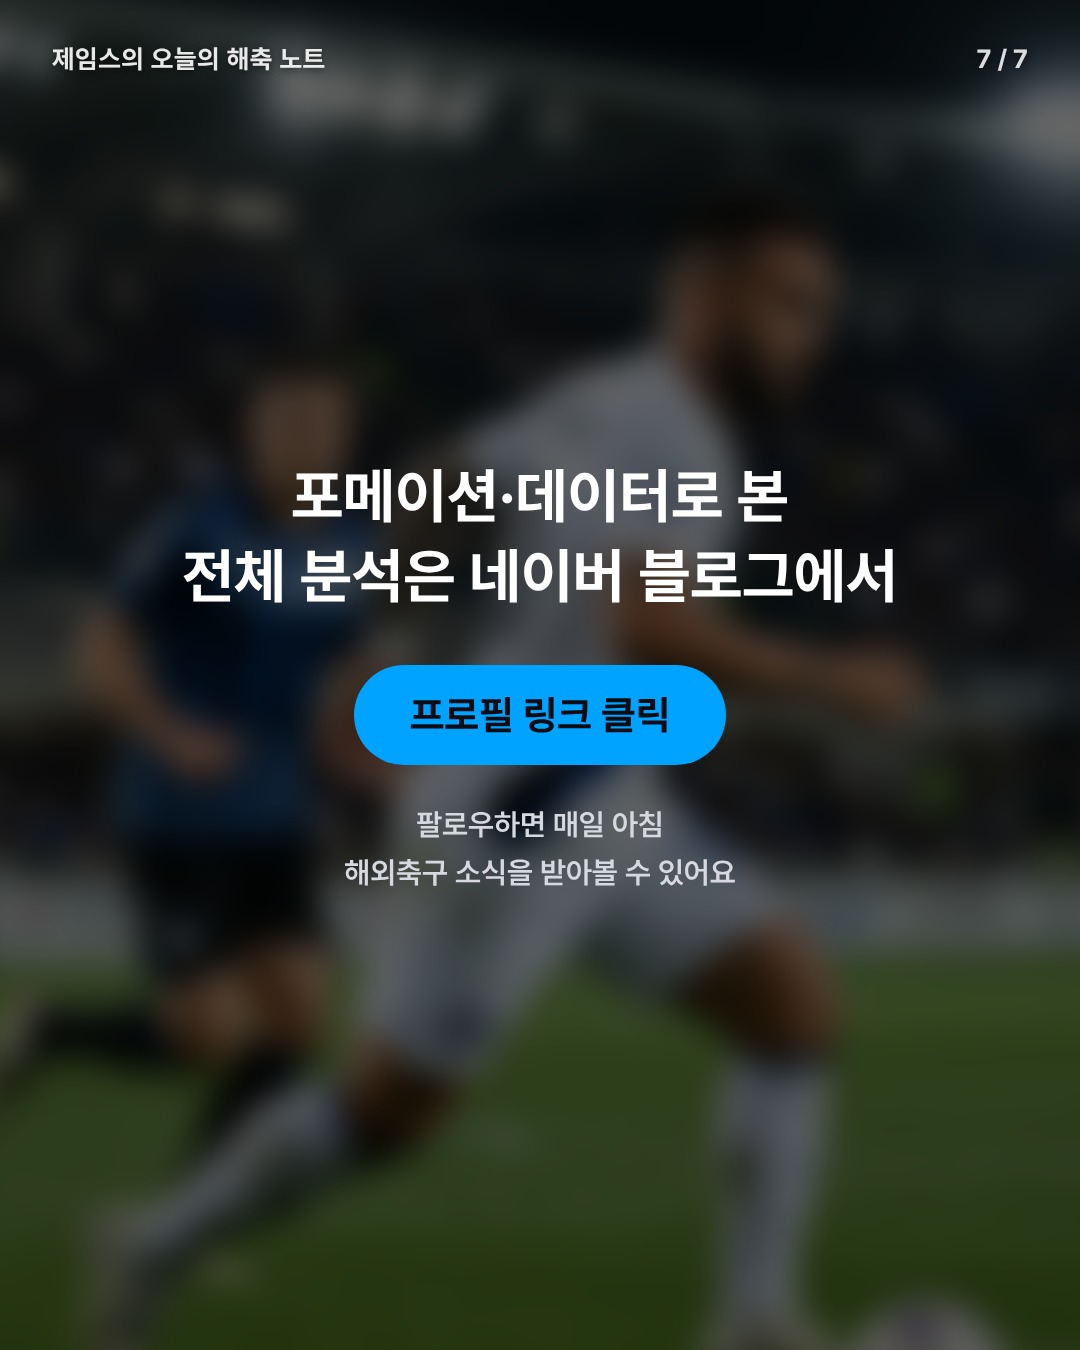 제임스의 오늘의 해축 노트
7 / 7
포메이션·데이터로 본
전체 분석은 네이버 블로그에서
프로필 링크 클릭
팔로우하면 매일 아침
해외축구 소식을 받아볼 수 있어요